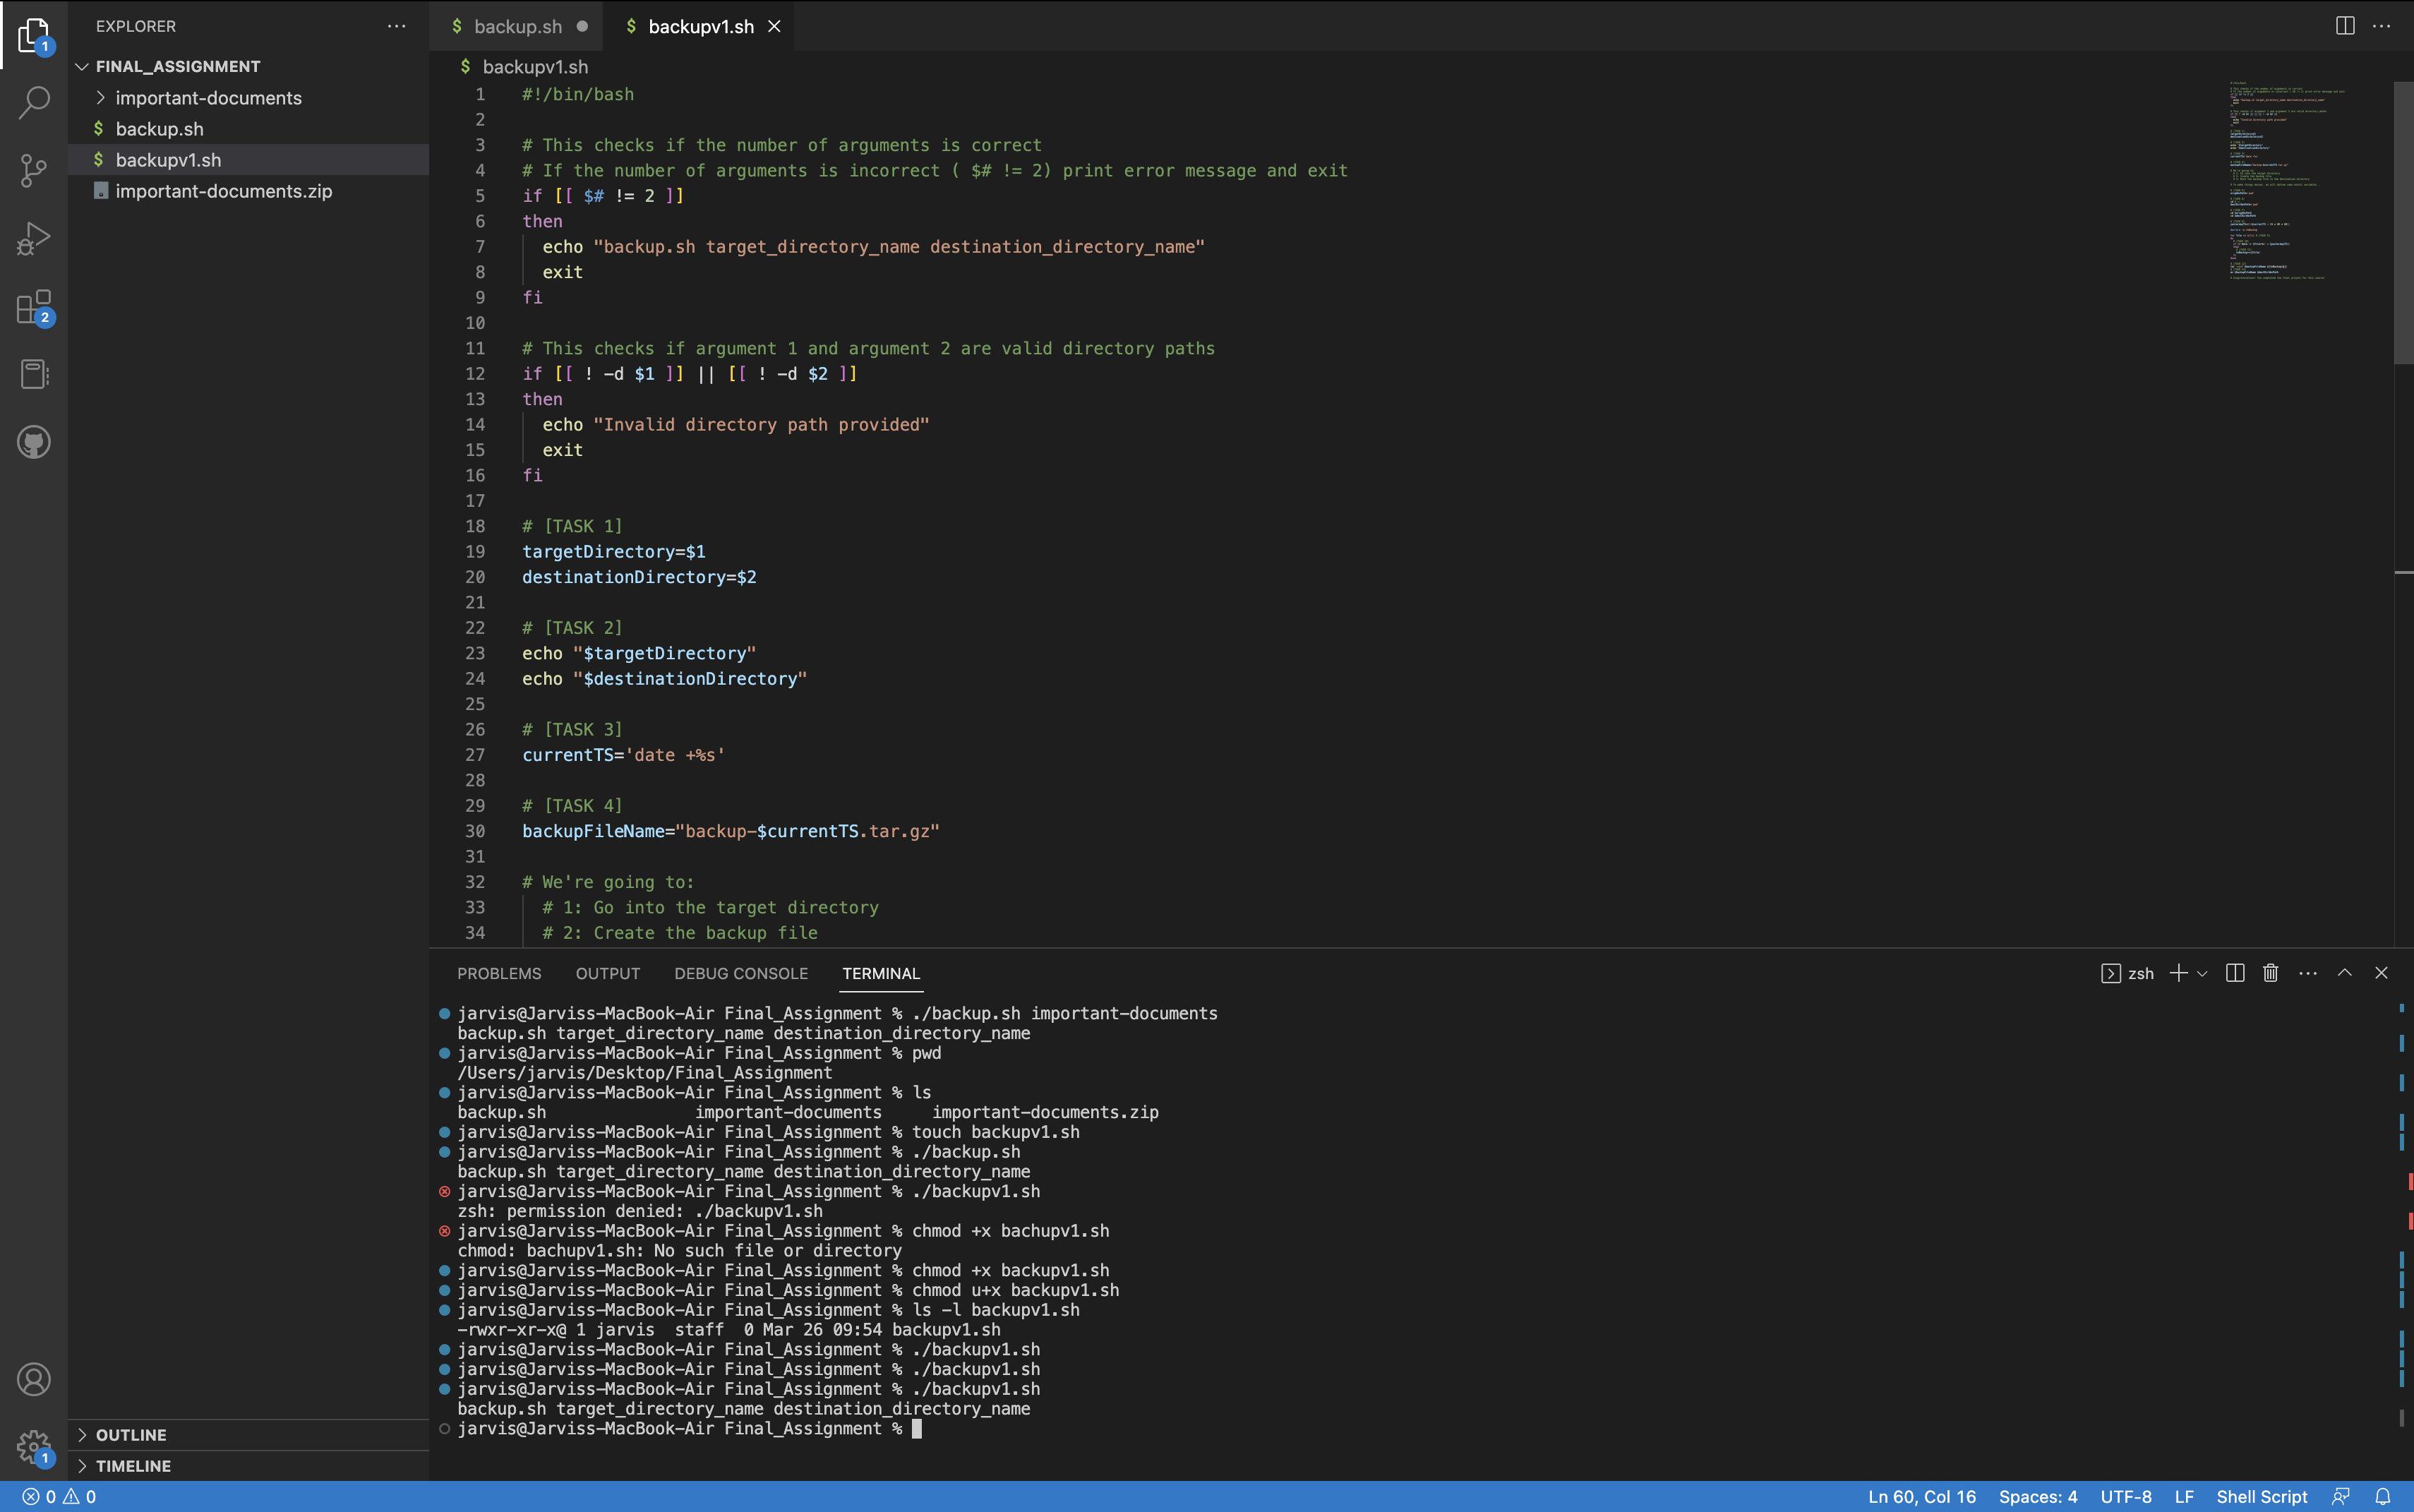 EXPLORER
FINAL_ASSIGNMENT
important-documents
$ backup.sh
$ backupv1.sh
important-documents.zip
OUTLINE
TIMELINE
1
2
1
$ backup.sh
$ backupv1.sh
$ backupv1.sh
1 #!/bin/bash
2
3 # This checks if the number of arguments is correct
4 # If the number of arguments is incorrect ( $# != 2) print error message and exit
5 if [[ $# != 2 ]]
6 then
7 echo "backup.sh target_directory_name destination_directory_name"
8 exit
9 fi
10
11 # This checks if argument 1 and argument 2 are valid directory paths
12 if [[ ! -d $1 ]] || [[ ! -d $2 ]]
13 then
14 echo "Invalid directory path provided"
15 exit
16 fi
17
18 # [TASK 1]
19 targetDirectory=$1
20 destinationDirectory=$2
21
22 # [TASK 2]
23 echo "$targetDirectory"
24 echo "$destinationDirectory"
25
26 # [TASK 3]
27 currentTS='date +%s'
28
29 # [TASK 4]
30 backupFileName="backup-$currentTS.tar.gz"
31
32 # We're going to:
33 # 1: Go into the target directory
34 # 2: Create the backup file
PROBLEMS OUTPUT DEBUG CONSOLE TERMINAL zsh
jarvis@Jarviss-MacBook-Air Final_Assignment % ./backup.sh important-documents
backup.sh target_directory_name destination_directory_name
jarvis@Jarviss-MacBook-Air Final_Assignment % pwd
/Users/jarvis/Desktop/Final_Assignment
jarvis@Jarviss-MacBook-Air Final_Assignment % ls
backup.sh important-documents important-documents.zip
jarvis@Jarviss-MacBook-Air Final_Assignment % touch backupv1.sh
jarvis@Jarviss-MacBook-Air Final_Assignment % ./backup.sh
backup.sh target_directory_name destination_directory_name
jarvis@Jarviss-MacBook-Air Final_Assignment % ./backupv1.sh
zsh: permission denied: ./backupv1.sh
jarvis@Jarviss-MacBook-Air Final_Assignment % chmod +x bachupv1.sh
chmod: bachupv1.sh: No such file or directory
jarvis@Jarviss-MacBook-Air Final_Assignment % chmod +x backupv1.sh
jarvis@Jarviss-MacBook-Air Final_Assignment % chmod u+x backupv1.sh
jarvis@Jarviss-MacBook-Air Final_Assignment % ls -l backupv1.sh
-rwxr-xr-x@ 1 jarvis staff 0 Mar 26 09:54 backupv1.sh
jarvis@Jarviss-MacBook-Air Final_Assignment % ./backupv1.sh
jarvis@Jarviss-MacBook-Air Final_Assignment % ./backupv1.sh
jarvis@Jarviss-MacBook-Air Final_Assignment % ./backupv1.sh
backup.sh target_directory_name destination_directory_name
jarvis@Jarviss-MacBook-Air Final_Assignment %
0 0 Ln 60, Col 16 Spaces: 4 UTF-8 LF Shell Script